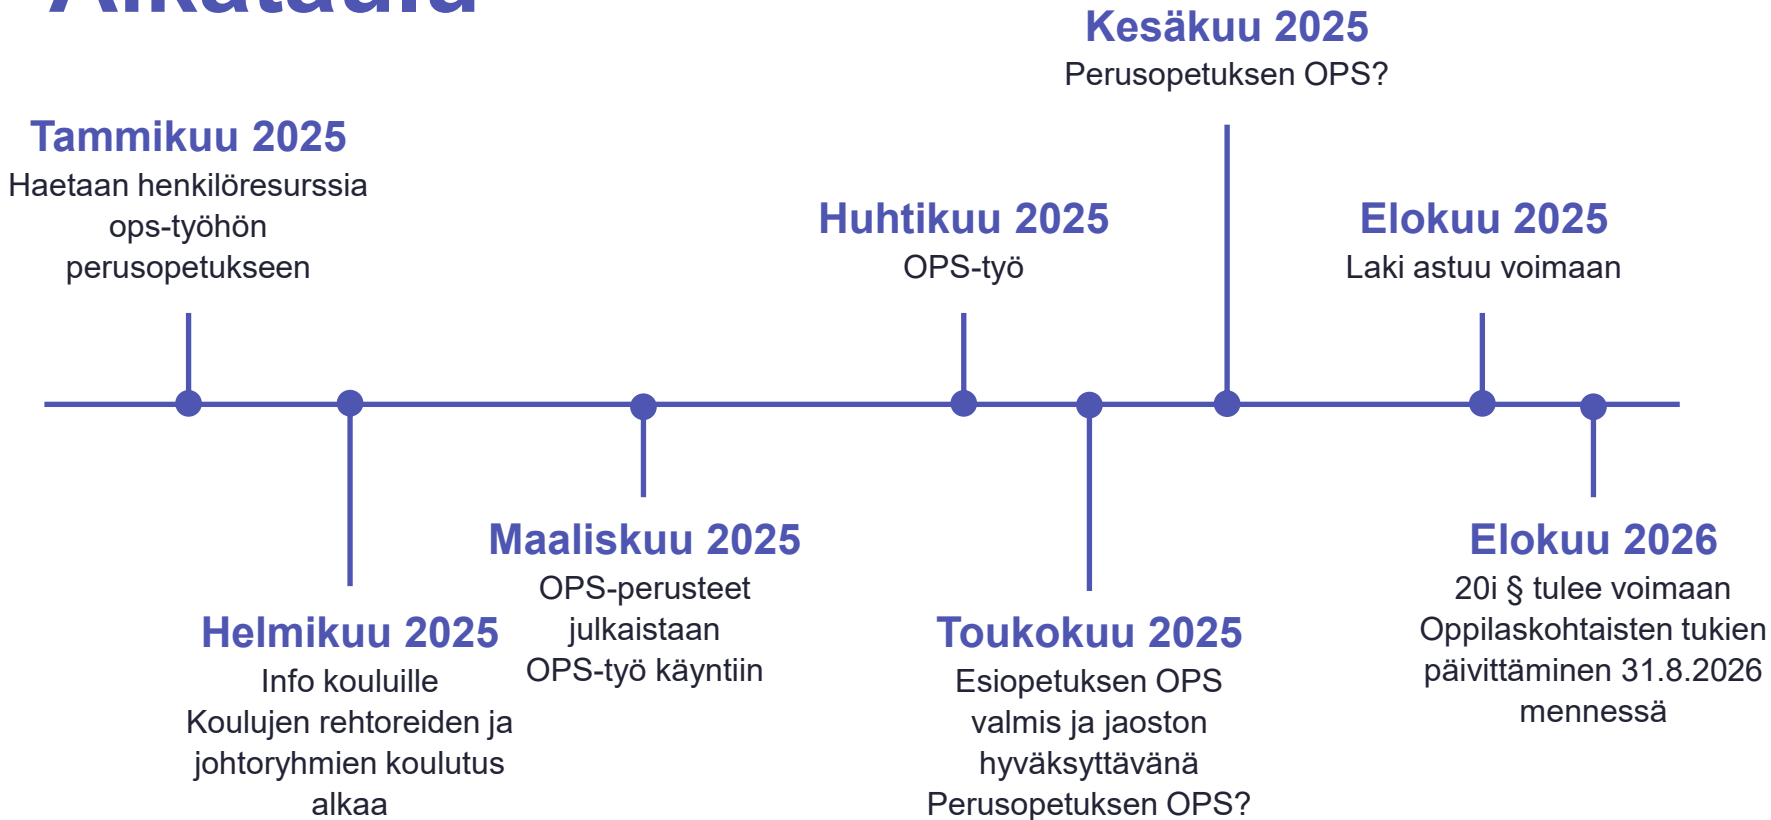 Aikataulu
Kesäkuu 2025
Perusopetuksen OPS?
Tammikuu 2025
Haetaan henkilöresurssia
ops-työhön
perusopetukseen
Huhtikuu 2025
OPS-työ
Elokuu 2025
Laki astuu voimaan
Helmikuu 2025
Info kouluille
Koulujen rehtoreiden ja
johtoryhmien koulutus
alkaa
Maaliskuu 2025
OPS-perusteet
julkaistaan
OPS-työ käyntiin
Toukokuu 2025
Esiopetuksen OPS
valmis ja jaoston
hyväksyttävänä
Perusopetuksen OPS?
Elokuu 2026
20i § tulee voimaan
Oppilaskohtaisten tukien
päivittäminen 31.8.2026
mennessä